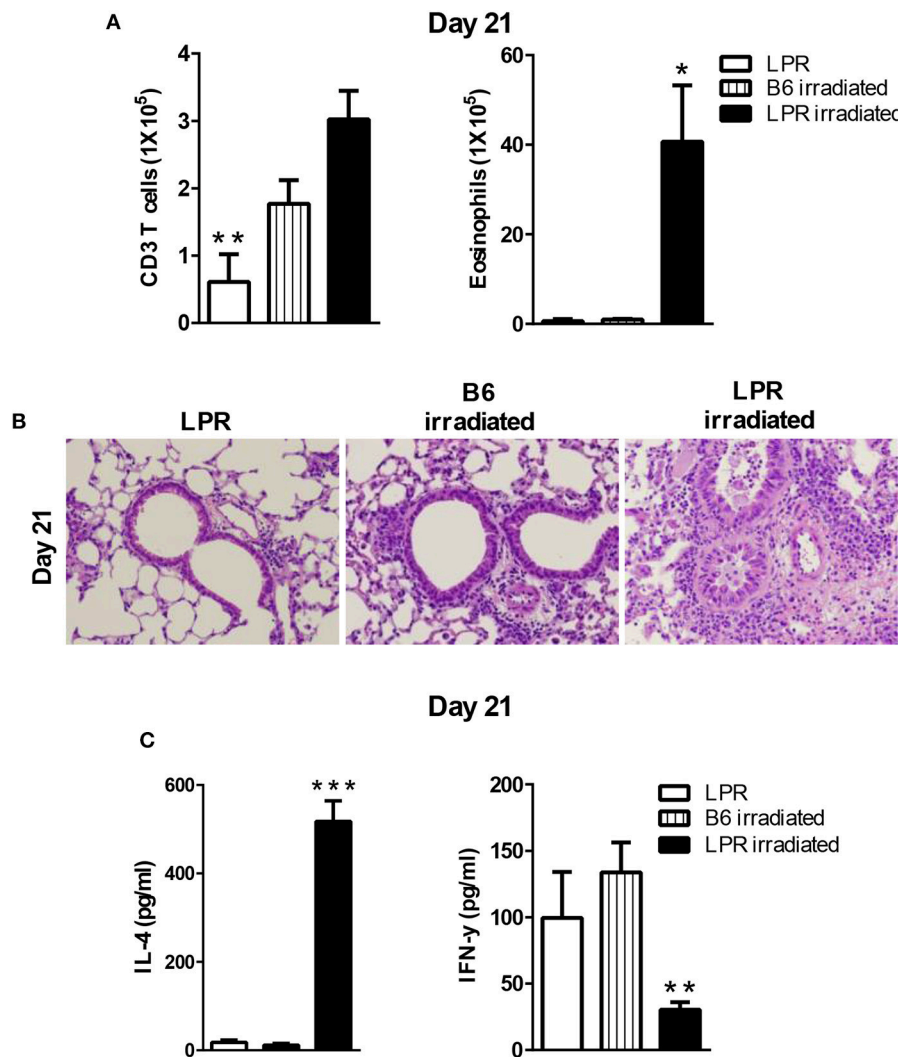 A
Day 21
CD3 T cells (1X10⁵)
4
3
2
1
0
**
Eosinophils (1X10⁵)
60
40
20
0
*
LPR
B6 irradiated
LPR irradiated
B
LPR
B6
irradiated
LPR
irradiated
Day 21
Day 21
C
IL-4 (pg/ml)
600
400
200
0
***
IFN-y (pg/ml)
200
150
100
50
0
**
LPR
B6 irradiated
LPR irradiated